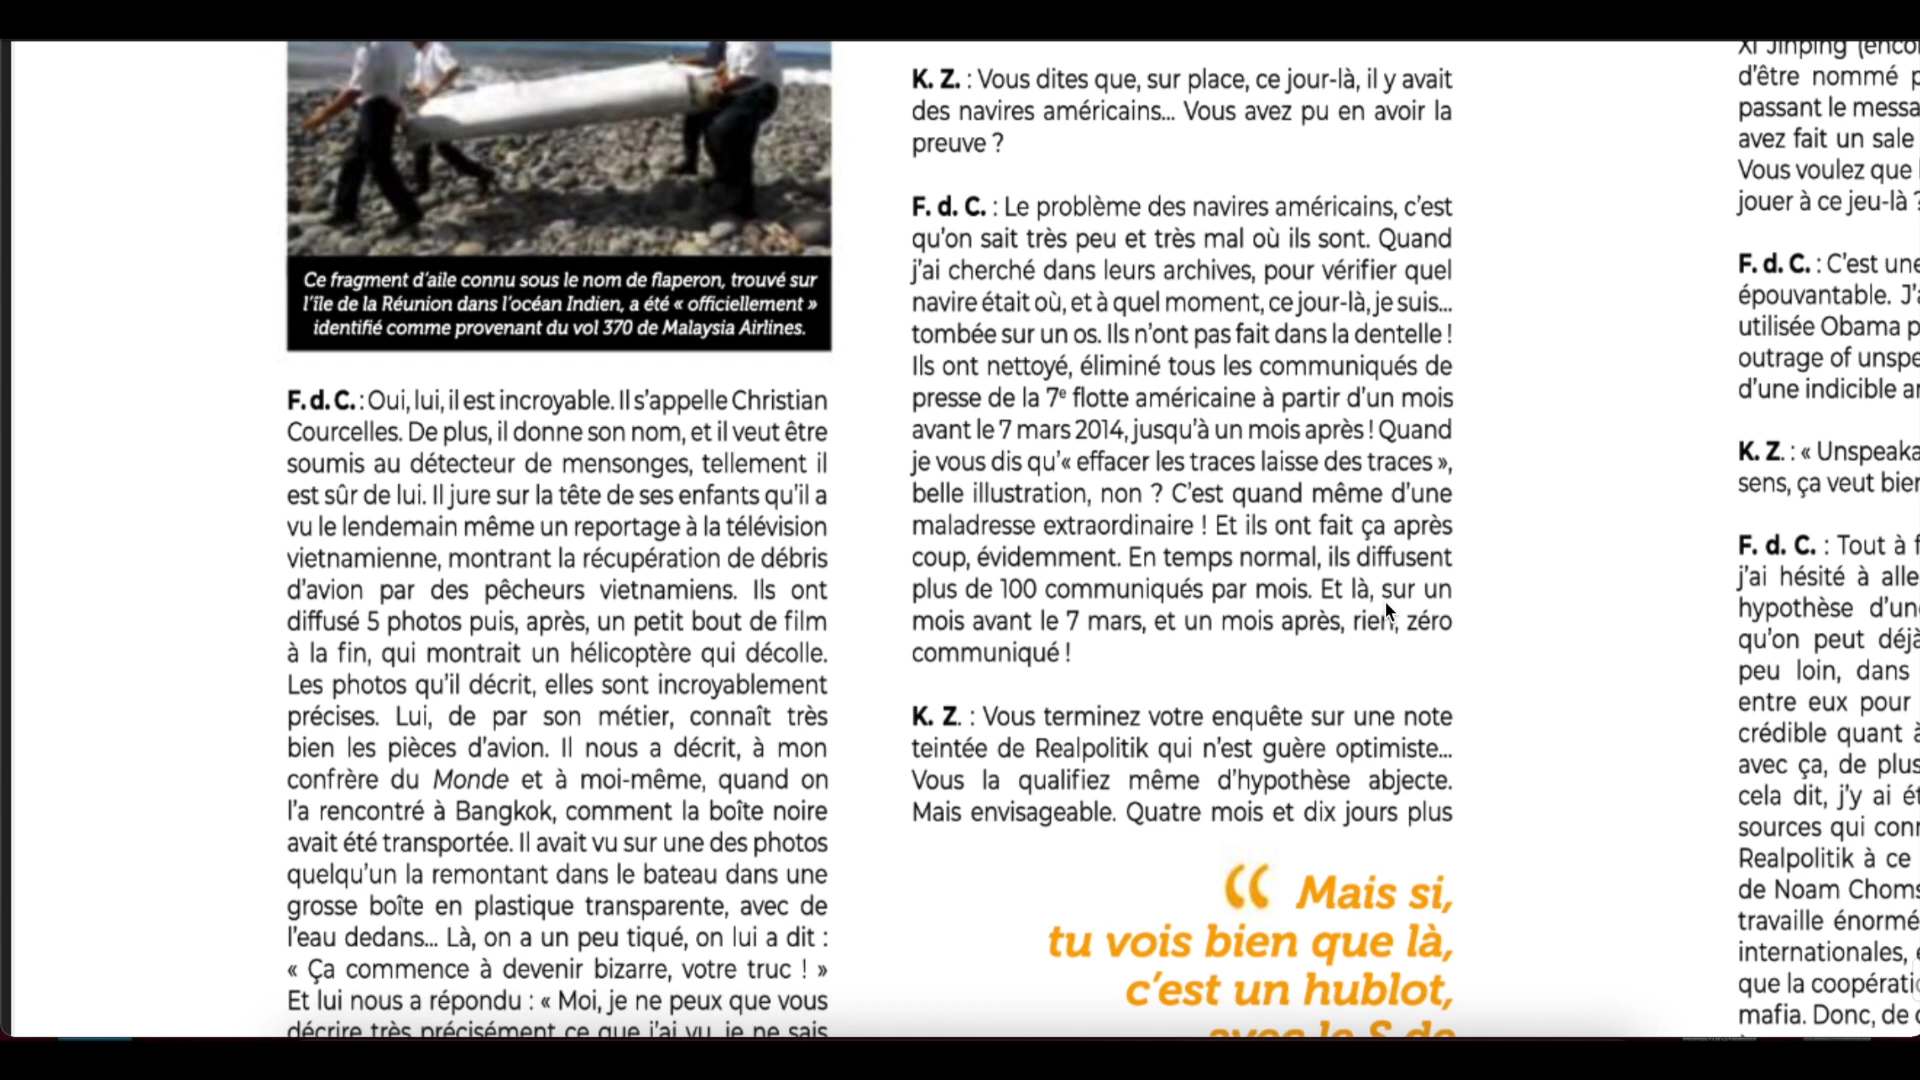 Ce fragment d'aile connu sous le nom de flaperon, trouvé sur
l'île de la Réunion dans l'océan Indien, a été « officiellement »
identifié comme provenant du vol 370 de Malaysia Airlines.
F. d. C. : Oui, lui, il est incroyable. Il s'appelle Christian
Courcelles. De plus, il donne son nom, et il veut être
soumis au détecteur de mensonges, tellement il
est sûr de lui. Il jure sur la tête de ses enfants qu'il a
vu le lendemain même un reportage à la télévision
vietnamienne, montrant la récupération de débris
d'avion par des pêcheurs vietnamiens. Ils ont
diffusé 5 photos puis, après, un petit bout de film
à la fin, qui montrait un hélicoptère qui décolle.
Les photos qu'il décrit, elles sont incroyablement
précises. Lui, de par son métier, connaît très
bien les pièces d'avion. Il nous a décrit, à mon
confrère du Monde et à moi-même, quand on
l'a rencontré à Bangkok, comment la boîte noire
avait été transportée. Il avait vu sur une des photos
quelqu'un la remontant dans le bateau dans une
grosse boîte en plastique transparente, avec de
l'eau dedans... Là, on a un peu tiqué, on lui a dit :
« Ça commence à devenir bizarre, votre truc ! »
Et lui nous a répondu : « Moi, je ne peux que vous
décrire très précisément ce que j'ai vu, je ne sais
K. Z. : Vous dites que, sur place, ce jour-là, il y avait
des navires américains... Vous avez pu en avoir la
preuve ?
F. d. C. : Le problème des navires américains, c'est
qu'on sait très peu et très mal où ils sont. Quand
j'ai cherché dans leurs archives, pour vérifier quel
navire était où, et à quel moment, ce jour-là, je suis...
tombée sur un os. Ils n'ont pas fait dans la dentelle !
Ils ont nettoyé, éliminé tous les communiqués de
presse de la 7e flotte américaine à partir d'un mois
avant le 7 mars 2014, jusqu'à un mois après ! Quand
je vous dis qu'« effacer les traces laisse des traces »,
belle illustration, non ? C'est quand même d'une
maladresse extraordinaire ! Et ils ont fait ça après
coup, évidemment. En temps normal, ils diffusent
plus de 100 communiqués par mois. Et là, sur un
mois avant le 7 mars, et un mois après, rien, zéro
communiqué !
K. Z. : Vous terminez votre enquête sur une note
teintée de Realpolitik qui n'est guère optimiste...
Vous la qualifiez même d'hypothèse abjecte.
Mais envisageable. Quatre mois et dix jours plus
“ Mais si,
tu vois bien que là,
c'est un hublot,
avec le S de
Xi Jinping (enco
d'être nommé p
passant le messa
avez fait un sale
Vous voulez que
jouer à ce jeu-là ?
F. d. C. : C'est une
épouvantable. J'a
utilisée Obama p
outrage of unspe
d'une indicible a
K. Z. : « Unspeaka
sens, ça veut bien
F. d. C. : Tout à f
j'ai hésité à alle
hypothèse d'un
qu'on peut déjà
peu loin, dans
entre eux pour
crédible quant à
avec ça, de plus
cela dit, j'y ai ét
sources qui conn
Realpolitik à ce
de Noam Choms
travaille énormé
internationales,
que la coopérati
mafia. Donc, de